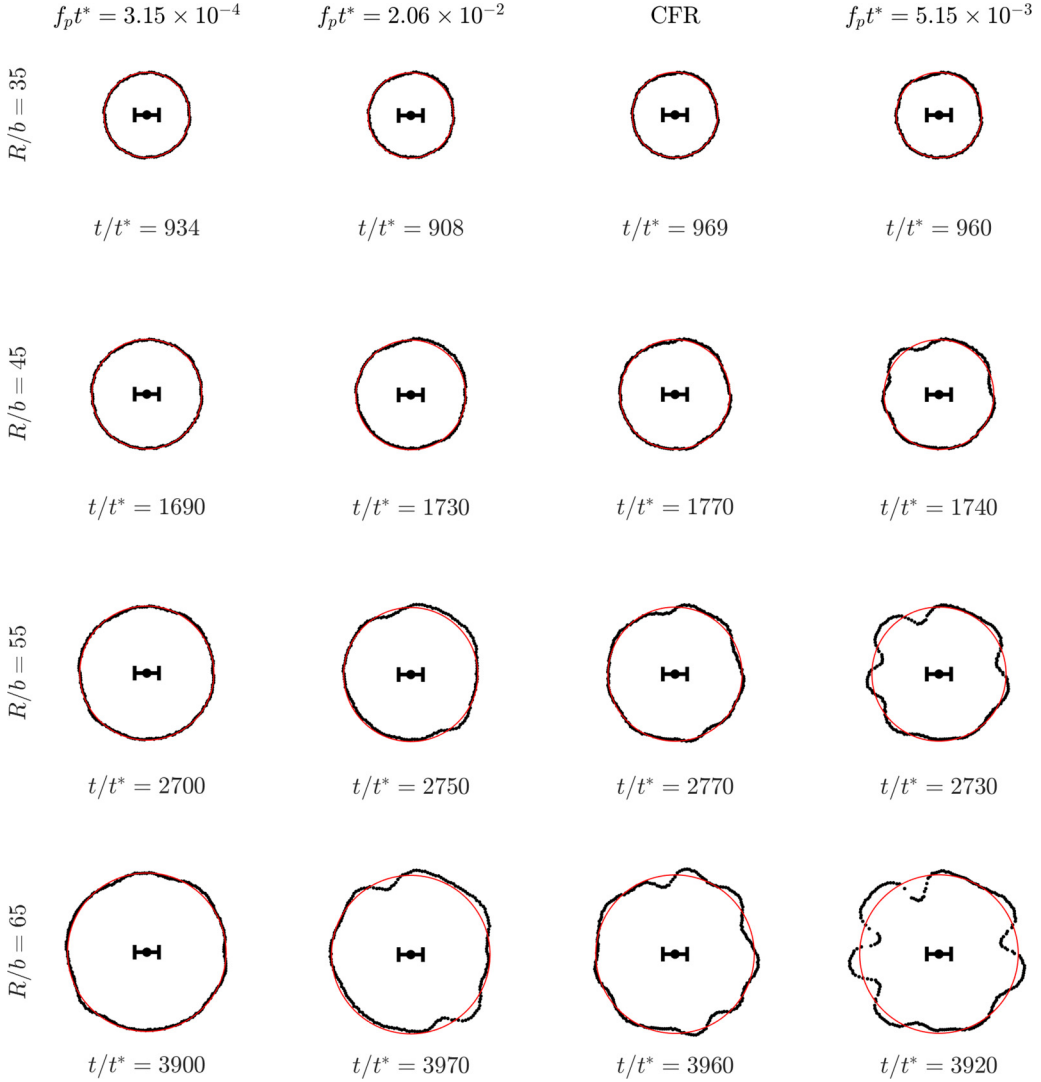 f_p t* = 3.15 × 10⁻⁴ f_p t* = 2.06 × 10⁻² CFR f_p t* = 5.15 × 10⁻³
R/b = 35
t/t* = 934 t/t* = 908 t/t* = 969 t/t* = 960
R/b = 45
t/t* = 1690 t/t* = 1730 t/t* = 1770 t/t* = 1740
R/b = 55
t/t* = 2700 t/t* = 2750 t/t* = 2770 t/t* = 2730
R/b = 65
t/t* = 3900 t/t* = 3970 t/t* = 3960 t/t* = 3920